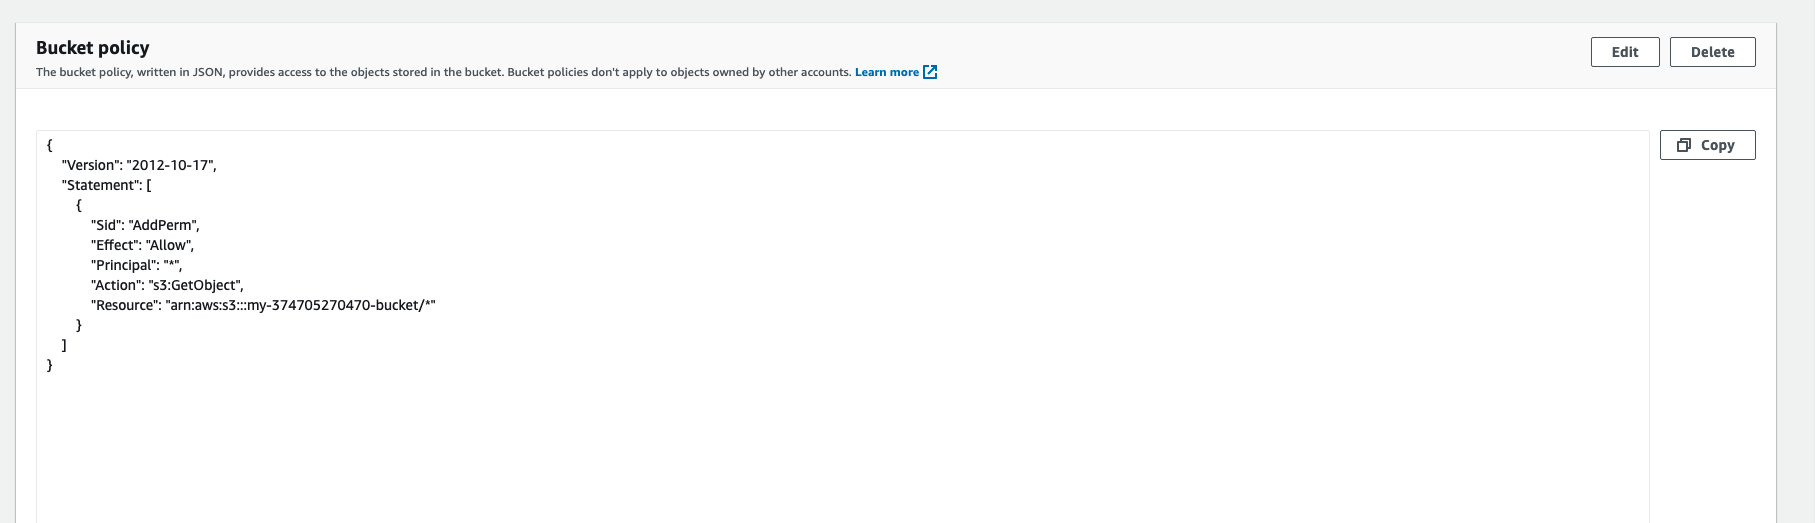 Bucket policy
Edit
Delete
The bucket policy, written in JSON, provides access to the objects stored in the bucket. Bucket policies don't apply to objects owned by other accounts. Learn more
Copy
{
"Version": "2012-10-17",
"Statement": [
{
"Sid": "AddPerm",
"Effect": "Allow",
"Principal": "*",
"Action": "s3:GetObject",
"Resource": "arn:aws:s3:::my-374705270470-bucket/*"
}
]
}